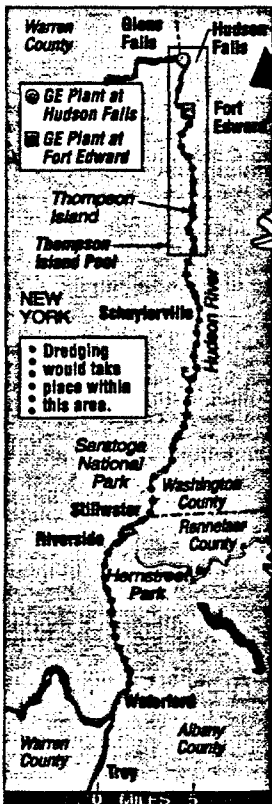 Warren
County
Glens
Falls
Hudson
Falls
GE Plant at
Hudson Falls
GE Plant at
Fort Edward
Fort
Edward
Thompson
Island
Thompson
Island Pool
NEW
YORK
Schuylerville
Hudson River
Dredging
would take
place within
this area.
Saratoga
National
Park
Stillwater
Washington
County
Riverside
Rensselaer
County
Hemstreet
Park
Waterford
Warren
County
Albany
County
Troy
0 MILES 5